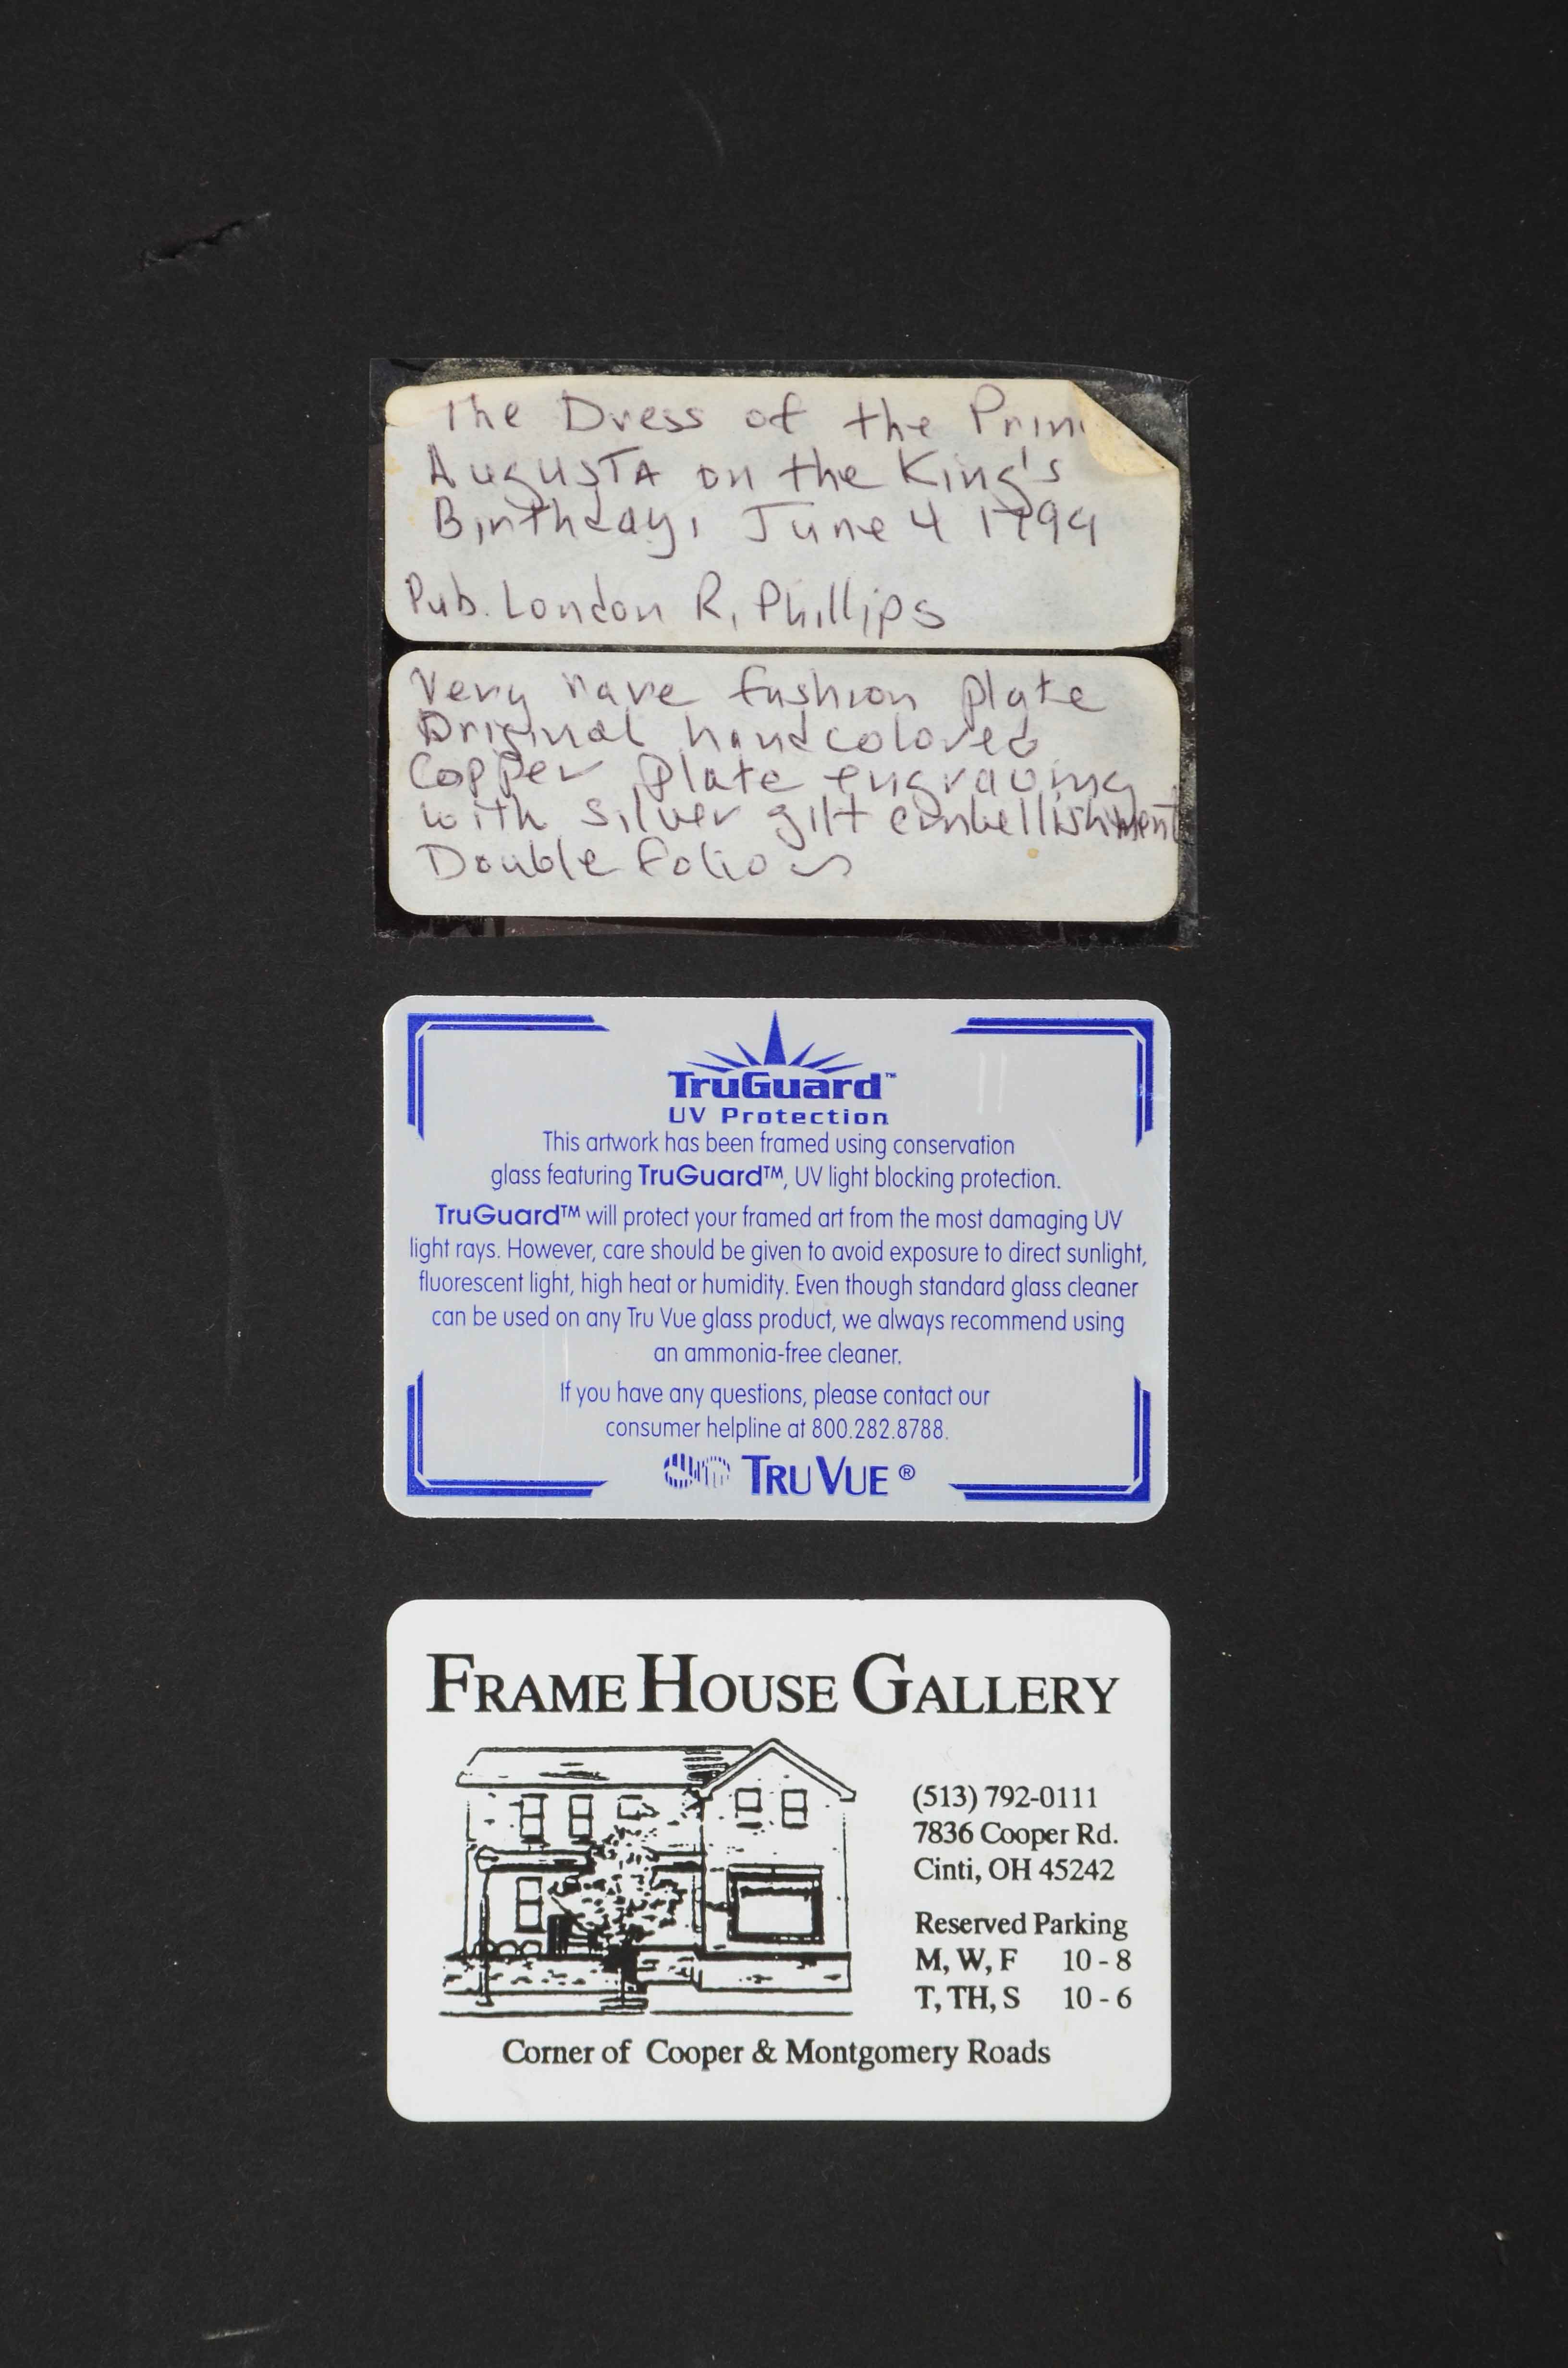 The Dress of the Prin
AugusTA on the King's
Birthday, June 4 1799
Pub. London R. Phillips
Very rare fashion plate
Original handcolored
Copper plate engraving
with silver gilt embellishment
Double folio
TruGuard™
UV Protection
This artwork has been framed using conservation
glass featuring TruGuard™, UV light blocking protection.
TruGuard™ will protect your framed art from the most damaging UV
light rays. However, care should be given to avoid exposure to direct sunlight,
fluorescent light, high heat or humidity. Even though standard glass cleaner
can be used on any Tru Vue glass product, we always recommend using
an ammonia-free cleaner.
If you have any questions, please contact our
consumer helpline at 800.282.8788.
TRU VUE ®
FRAME HOUSE GALLERY
(513) 792-0111
7836 Cooper Rd.
Cinti, OH 45242
Reserved Parking
M, W, F 10 - 8
T, TH, S 10 - 6
Corner of Cooper & Montgomery Roads